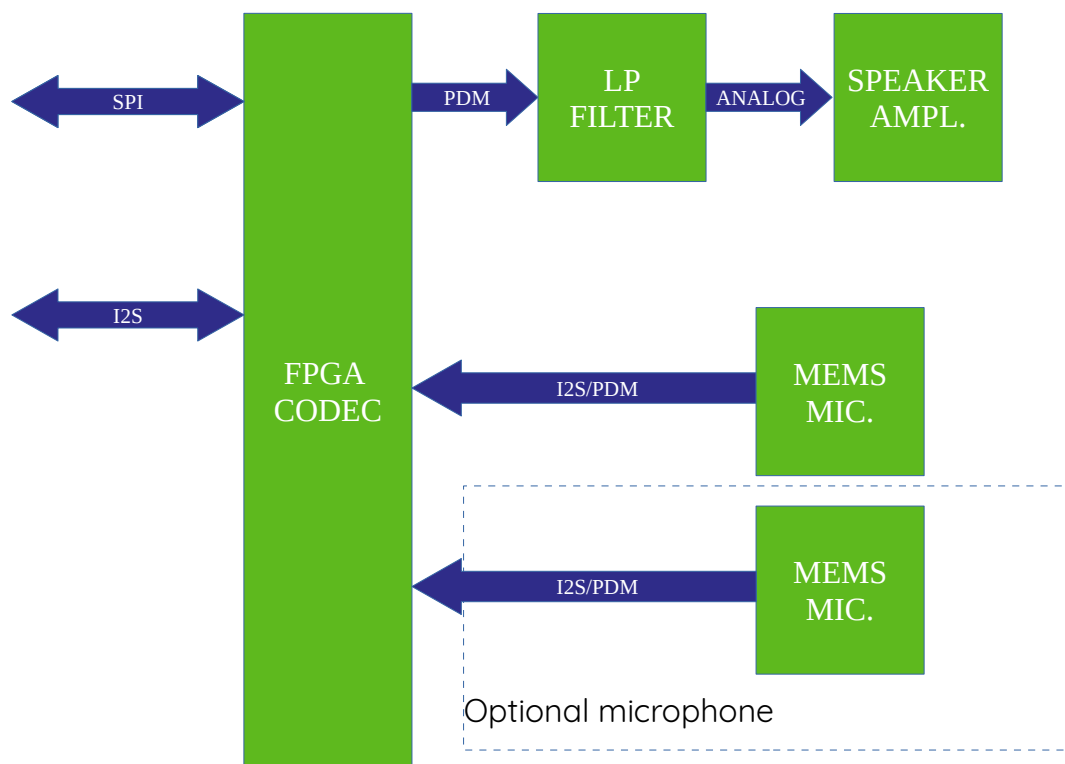 SPI
PDM
LP
FILTER
ANALOG
SPEAKER
AMPL.
I2S
FPGA
CODEC
I2S/PDM
MEMS
MIC.
I2S/PDM
MEMS
MIC.
Optional microphone